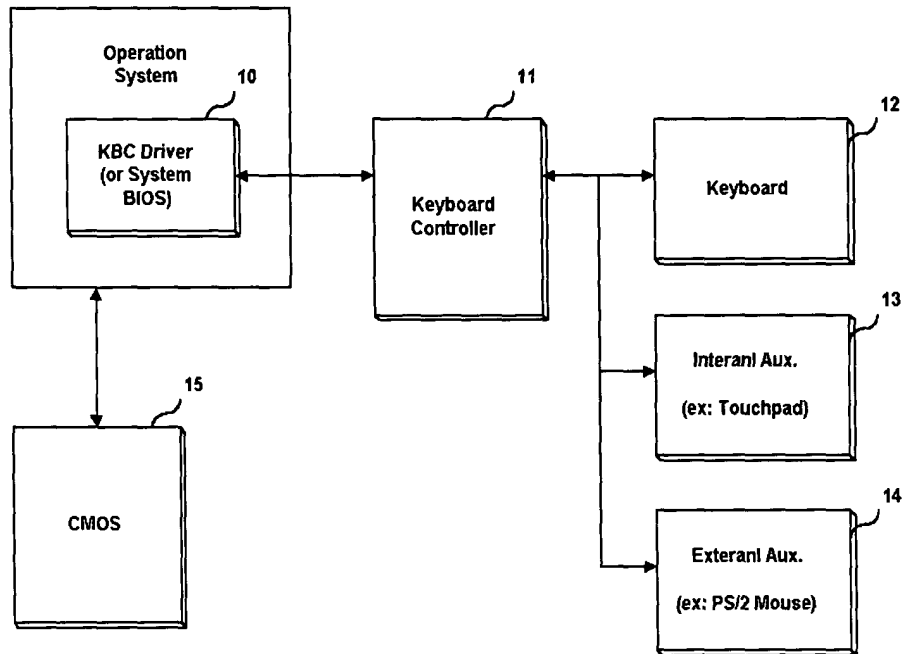 Operation
System
10
KBC Driver
(or System
BIOS)
11
Keyboard
Controller
12
Keyboard
13
Interanl Aux.
(ex: Touchpad)
14
Exteranl Aux.
(ex: PS/2 Mouse)
15
CMOS